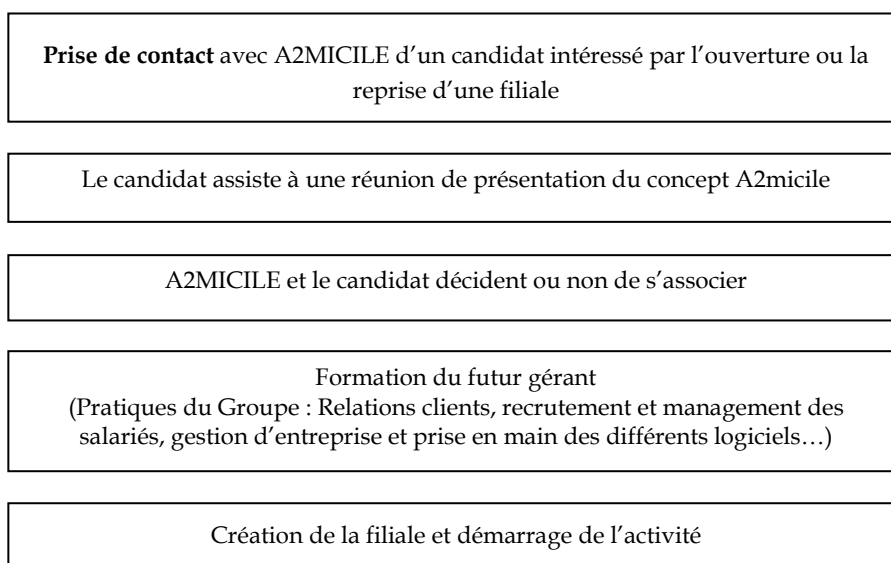 Prise de contact avec A2MICILE d’un candidat intéressé par l’ouverture ou la
reprise d’une filiale
Le candidat assiste à une réunion de présentation du concept A2micile
A2MICILE et le candidat décident ou non de s’associer
Formation du futur gérant
(Pratiques du Groupe : Relations clients, recrutement et management des
salariés, gestion d’entreprise et prise en main des différents logiciels…)
Création de la filiale et démarrage de l’activité